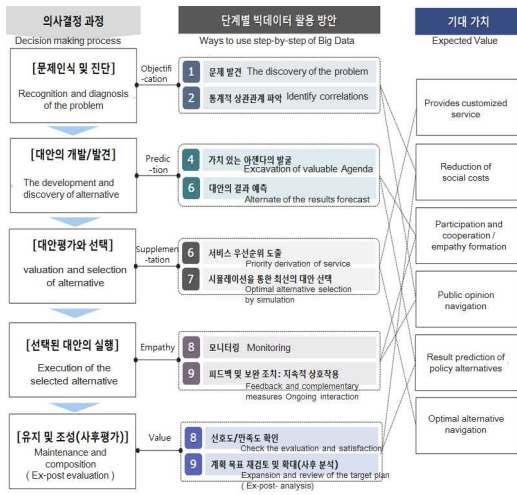 의사결정 과정
Decision making process
단계별 빅데이터 활용 방안
Ways to use step-by-step of Big Data
기대 가치
Expected Value
[문제인식 및 진단]
Recognition and diagnosis
of the problem
Objectifi
-cation
1 문제 발견 The discovery of the problem
2 통계적 상관관계 파악 Identify correlations
[대안의 개발/발견]
The development and
discovery of alternative
Predic
-tion
4 가치 있는 아젠다의 발굴
Excavation of valuable Agenda
6 대안의 결과 예측
Alternate of the results forecast
[대안평가와 선택]
valuation and selection
of alternative
Supplemen
-tation
6 서비스 우선순위 도출
Priority derivation of service
7 시뮬레이션을 통한 최선의 대안 선택
Optimal alternative selection
by simulation
[선택된 대안의 실행]
Execution of the
selected alternative
Empathy
8 모니터링 Monitoring
9 피드백 및 보완 조치: 지속적 상호작용
Feedback and complementary
measures Ongoing interaction
[유지 및 조성(사후평가)]
Maintenance and
composition
( Ex-post evaluation )
Value
8 선호도/만족도 확인
Check the evaluation and satisfaction
9 계획 목표 재검토 및 확대(사후 분석)
Expansion and review of the target plan
( Ex-post- analysis)
Provides customized
service
Reduction of
social costs
Participation and
cooperation /
empathy formation
Public opinion
navigation
Result prediction of
policy alternatives
Optimal alternative
navigation